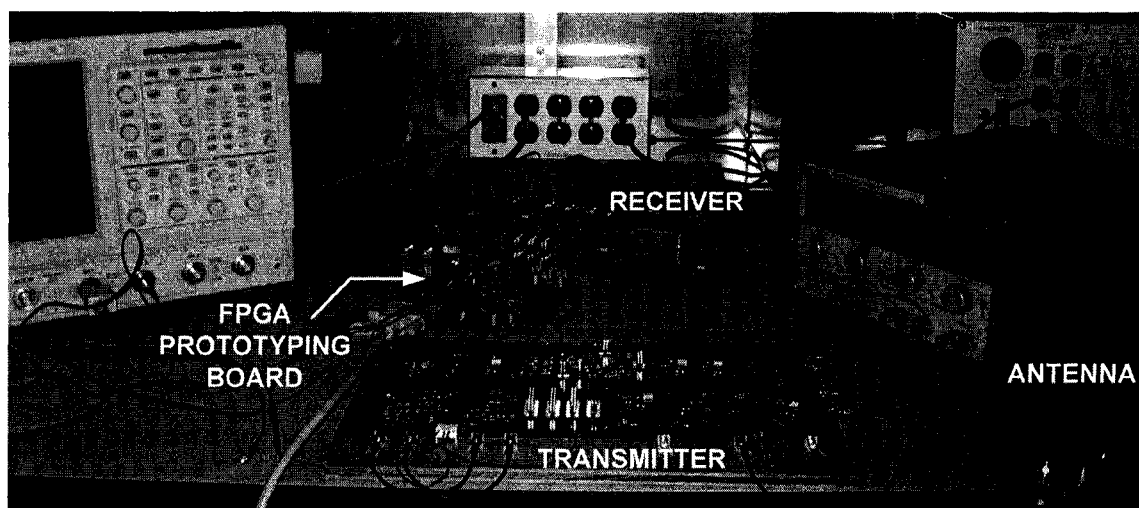 RECEIVER
FPGA
PROTOTYPING
BOARD
ANTENNA
TRANSMITTER